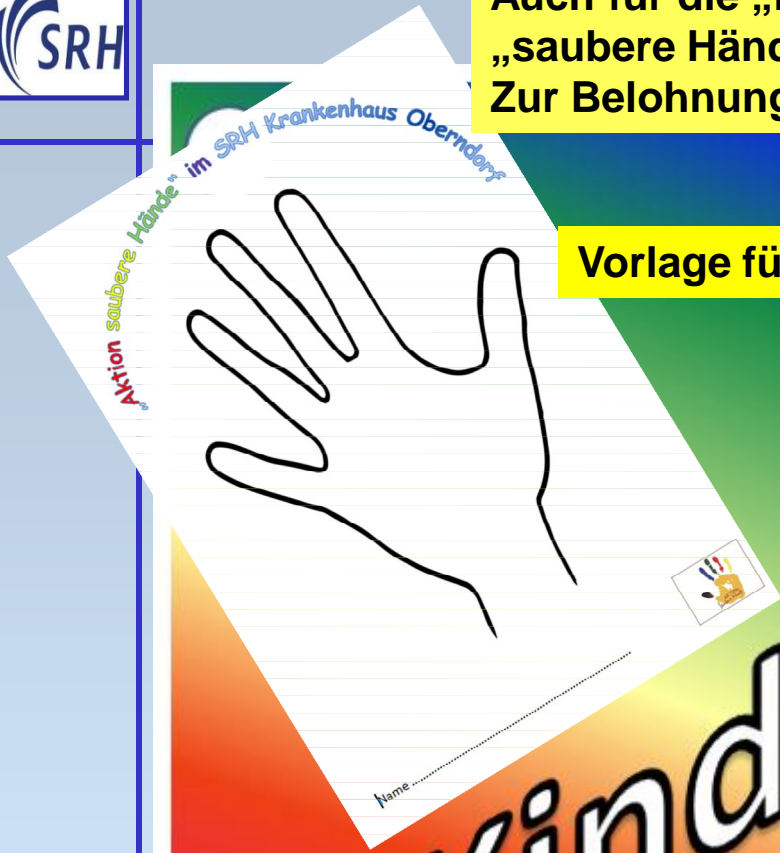 SRH
Auch für die „
„saubere Händ
Zur Belohnung
"Aktion saubere Hände" im SRH Krankenhaus Oberndorf
Vorlage fü
Name
Kind